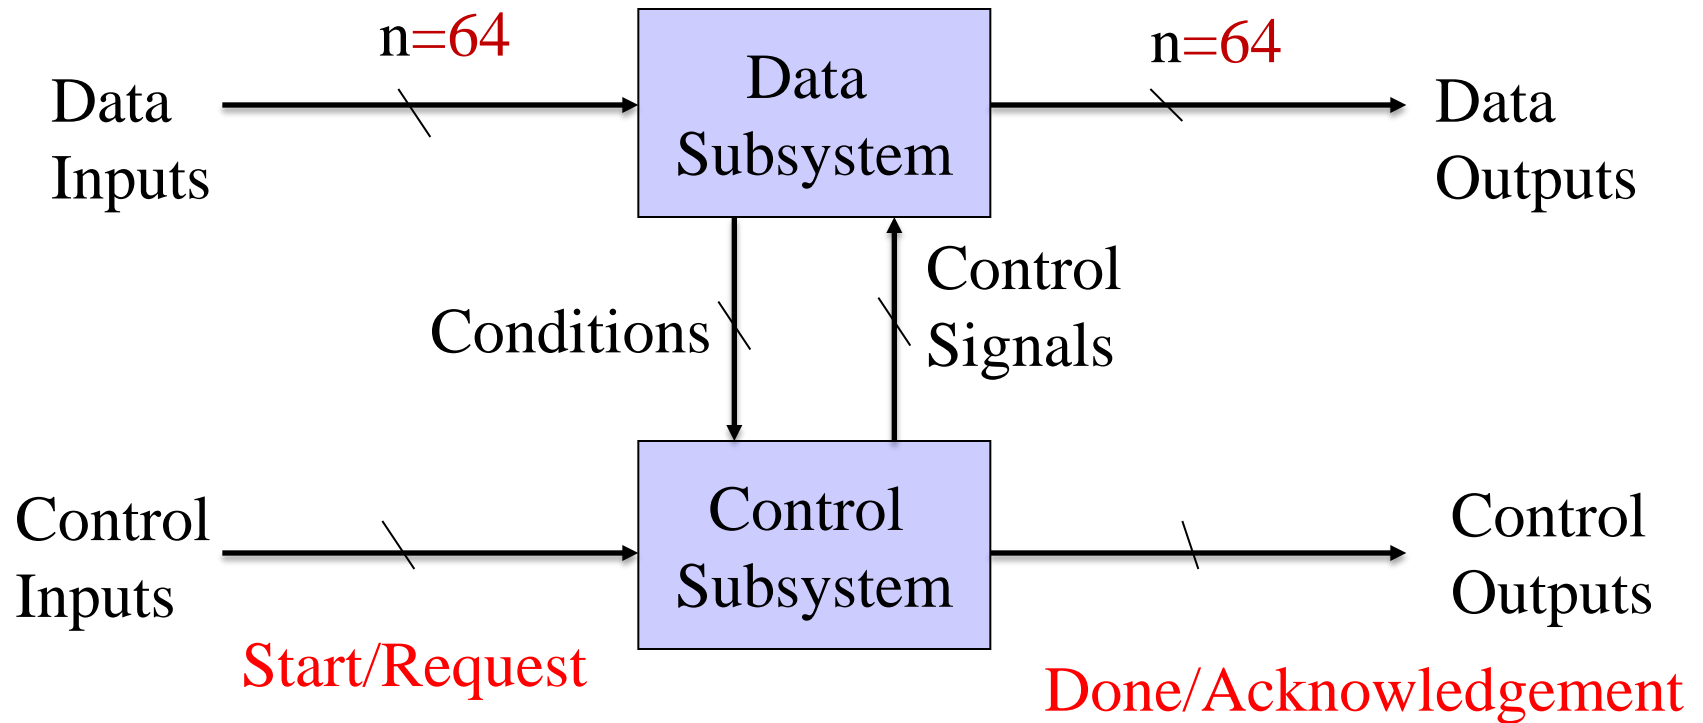 n=64
n=64
Data
Inputs
Data
Subsystem
Data
Outputs
Conditions
Control
Signals
Control
Inputs
Control
Subsystem
Control
Outputs
Start/Request
Done/Acknowledgement